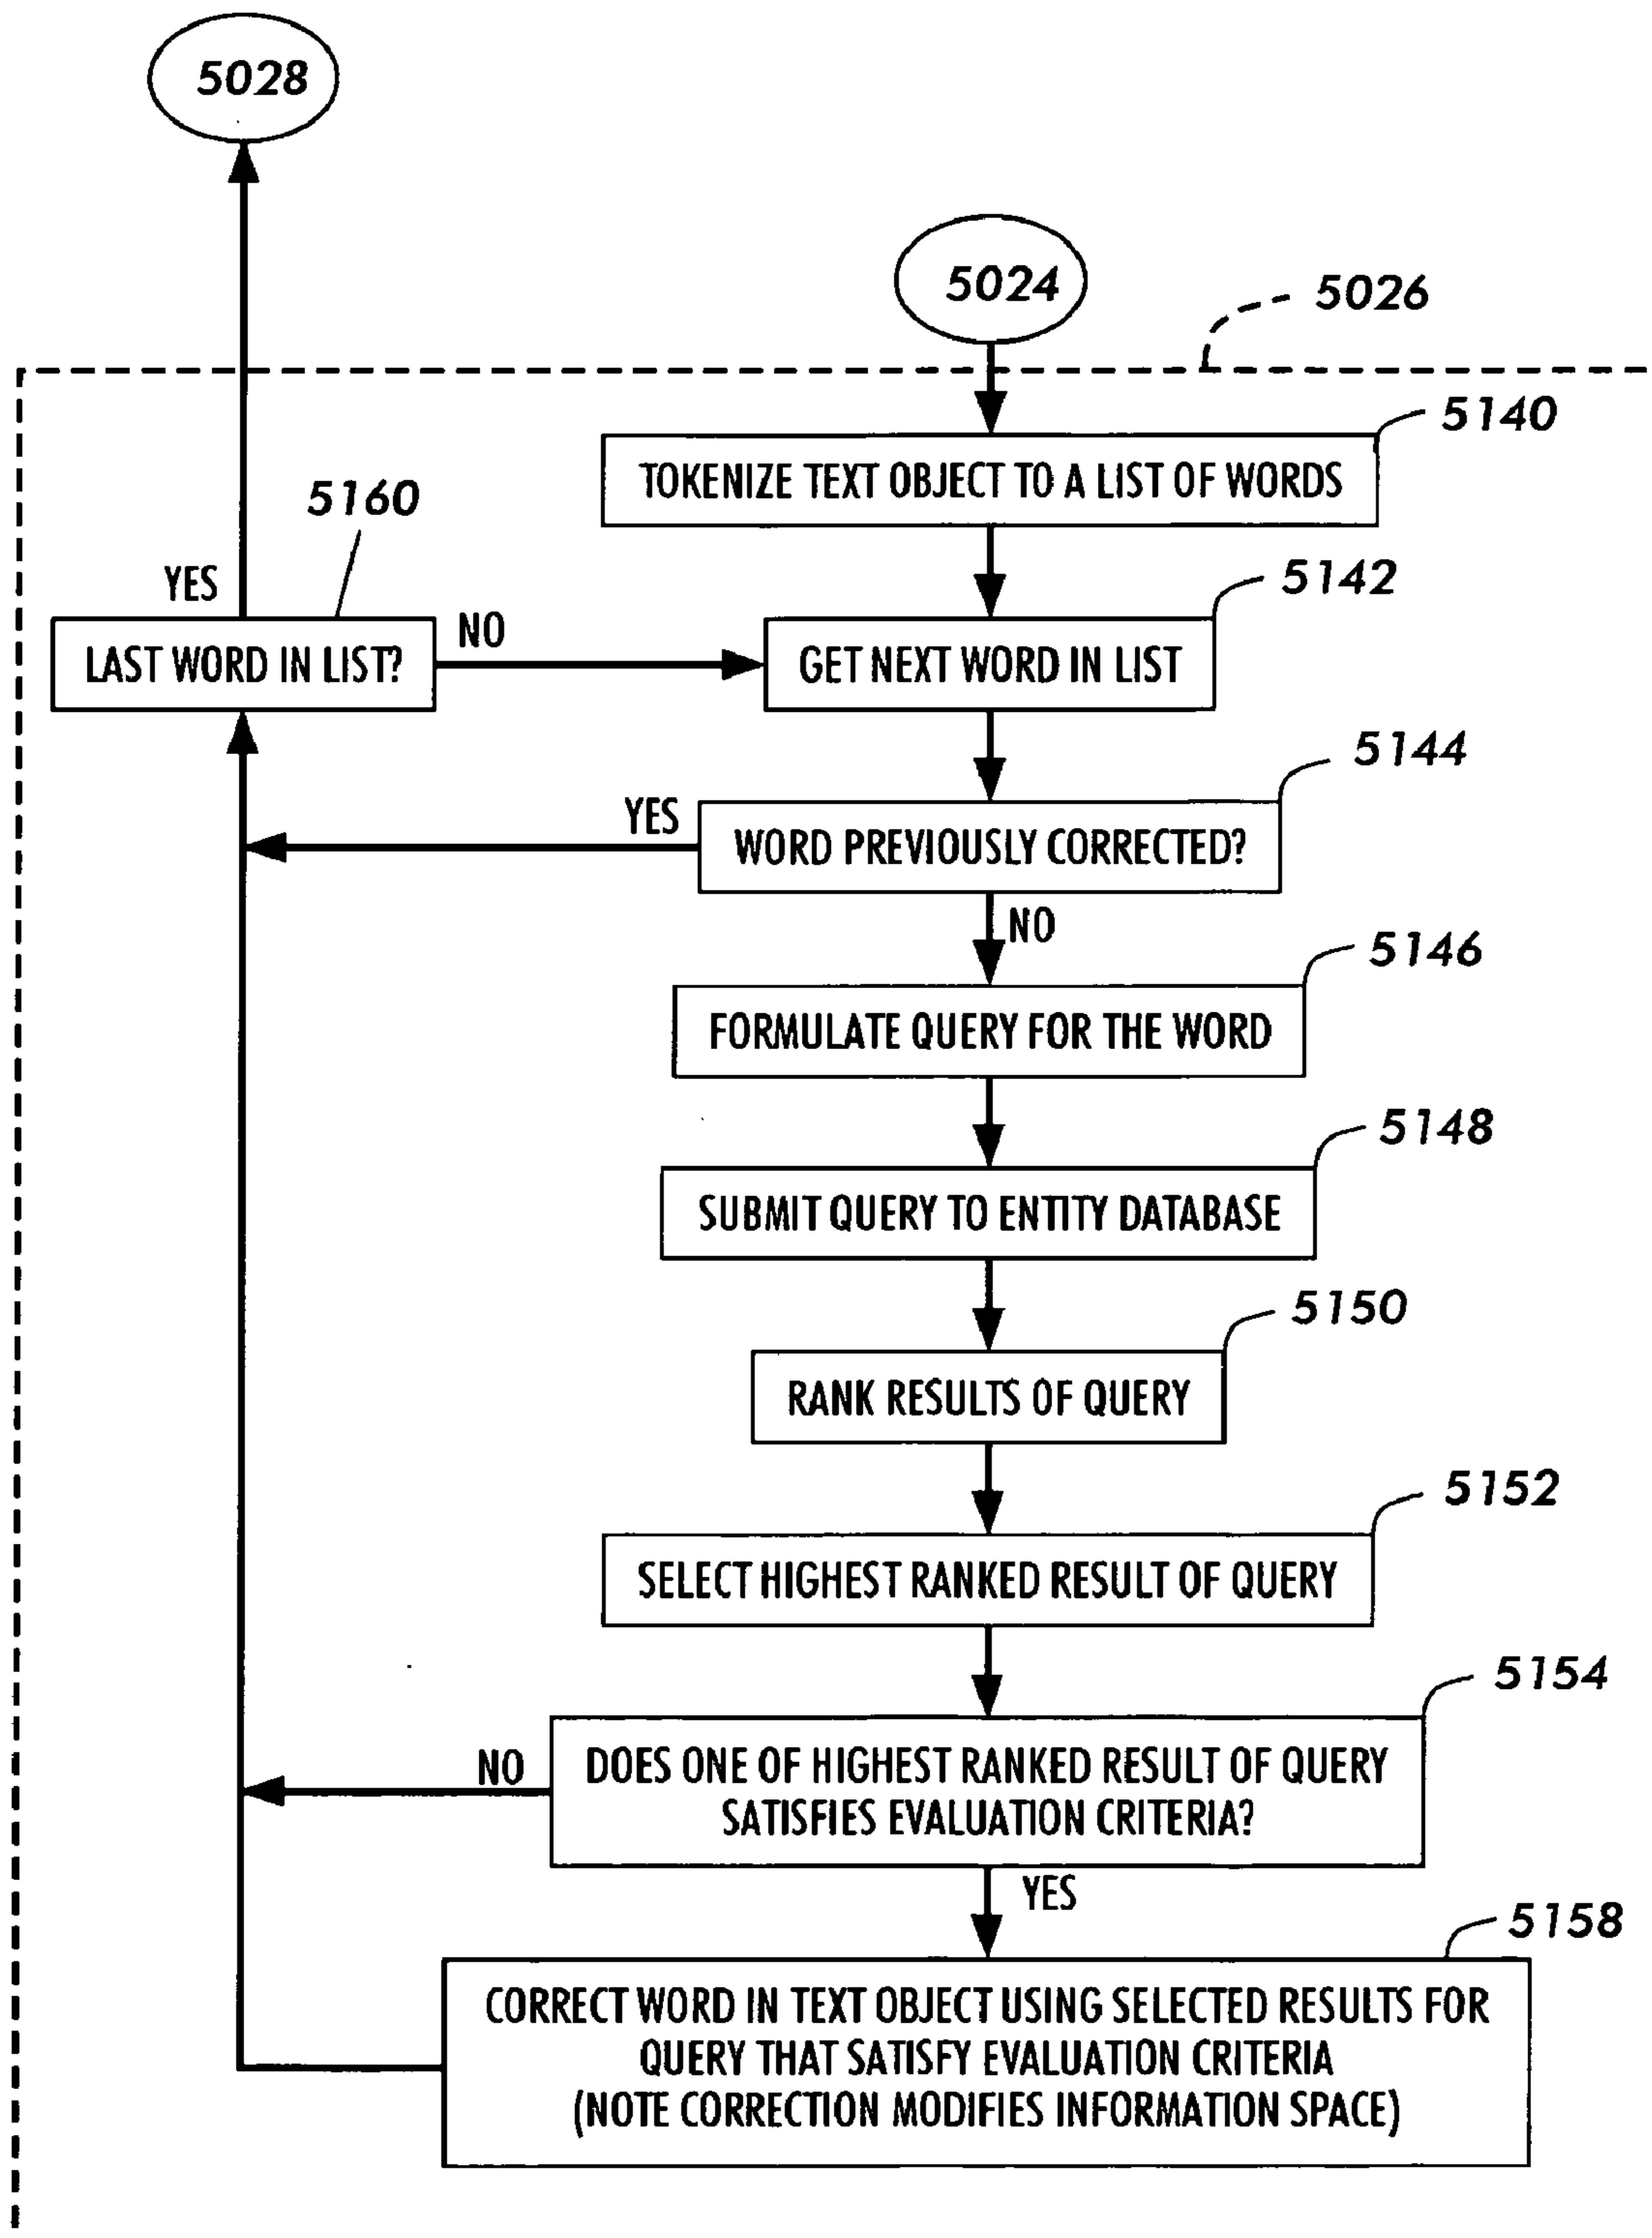 5028
5024
5026
5140
TOKENIZE TEXT OBJECT TO A LIST OF WORDS
5160
5142
YES
LAST WORD IN LIST?
NO
GET NEXT WORD IN LIST
5144
YES
WORD PREVIOUSLY CORRECTED?
NO
5146
FORMULATE QUERY FOR THE WORD
5148
SUBMIT QUERY TO ENTITY DATABASE
5150
RANK RESULTS OF QUERY
5152
SELECT HIGHEST RANKED RESULT OF QUERY
5154
NO
DOES ONE OF HIGHEST RANKED RESULT OF QUERY
SATISFIES EVALUATION CRITERIA?
YES
5158
CORRECT WORD IN TEXT OBJECT USING SELECTED RESULTS FOR
QUERY THAT SATISFY EVALUATION CRITERIA
(NOTE CORRECTION MODIFIES INFORMATION SPACE)